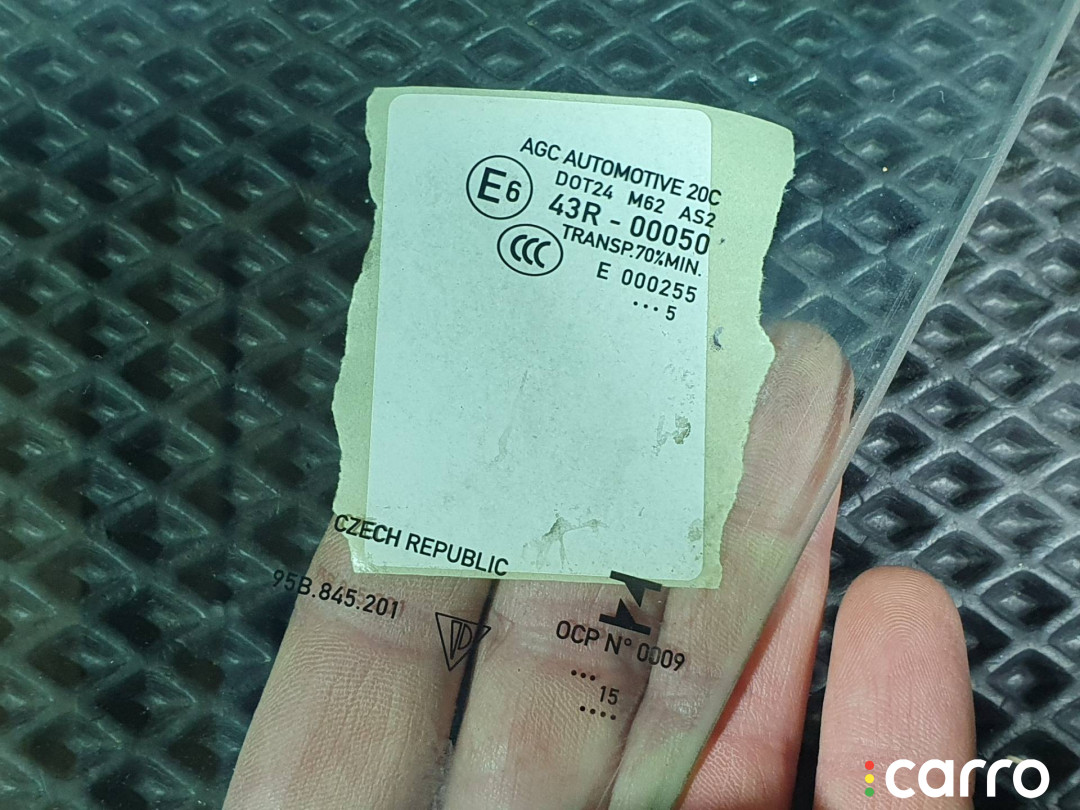 AGC AUTOMOTIVE 20C
DOT24 M62 AS2
E6
43R - 00050
CCC
TRANSP.70%MIN.
E 000255
... 5
CZECH REPUBLIC
95B.845.201
OCP N° 0009
...
15
....
carro